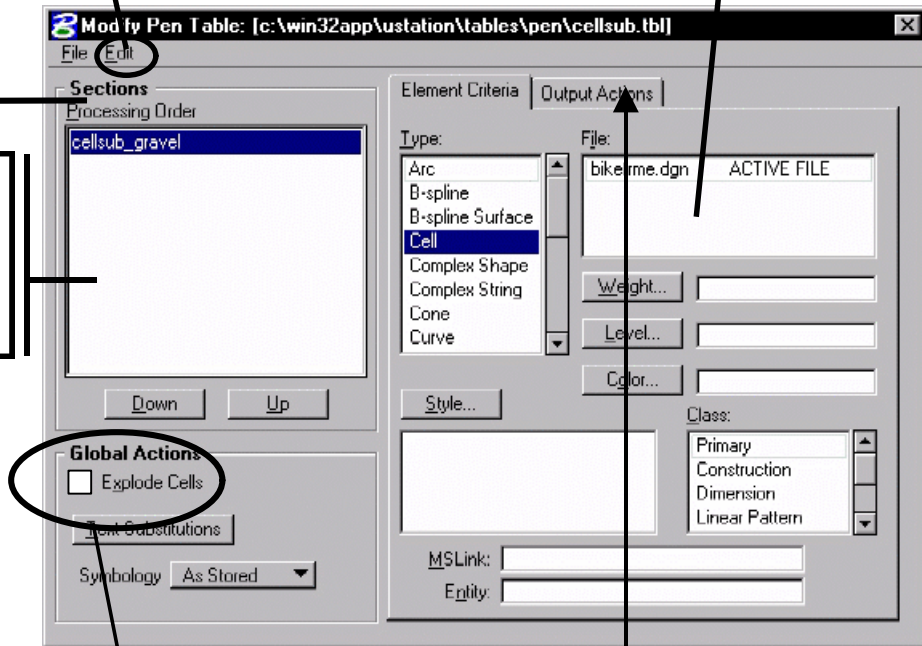 Modify Pen Table: [c:\win32app\ustation\tables\pen\cellsub.tbl]
File Edit
Sections
Processing Order
cellsub_gravel
Down Up
Global Actions
Explode Cells
Text Substitutions
Symbology As Stored
Element Criteria Output Actions
Type:
Arc
B-spline
B-spline Surface
Cell
Complex Shape
Complex String
Cone
Curve
File:
ACTIVE FILE
Weight...
Level...
Color...
Style...
Class:
Primary
Construction
Dimension
Linear Pattern
MSLink:
Entity: